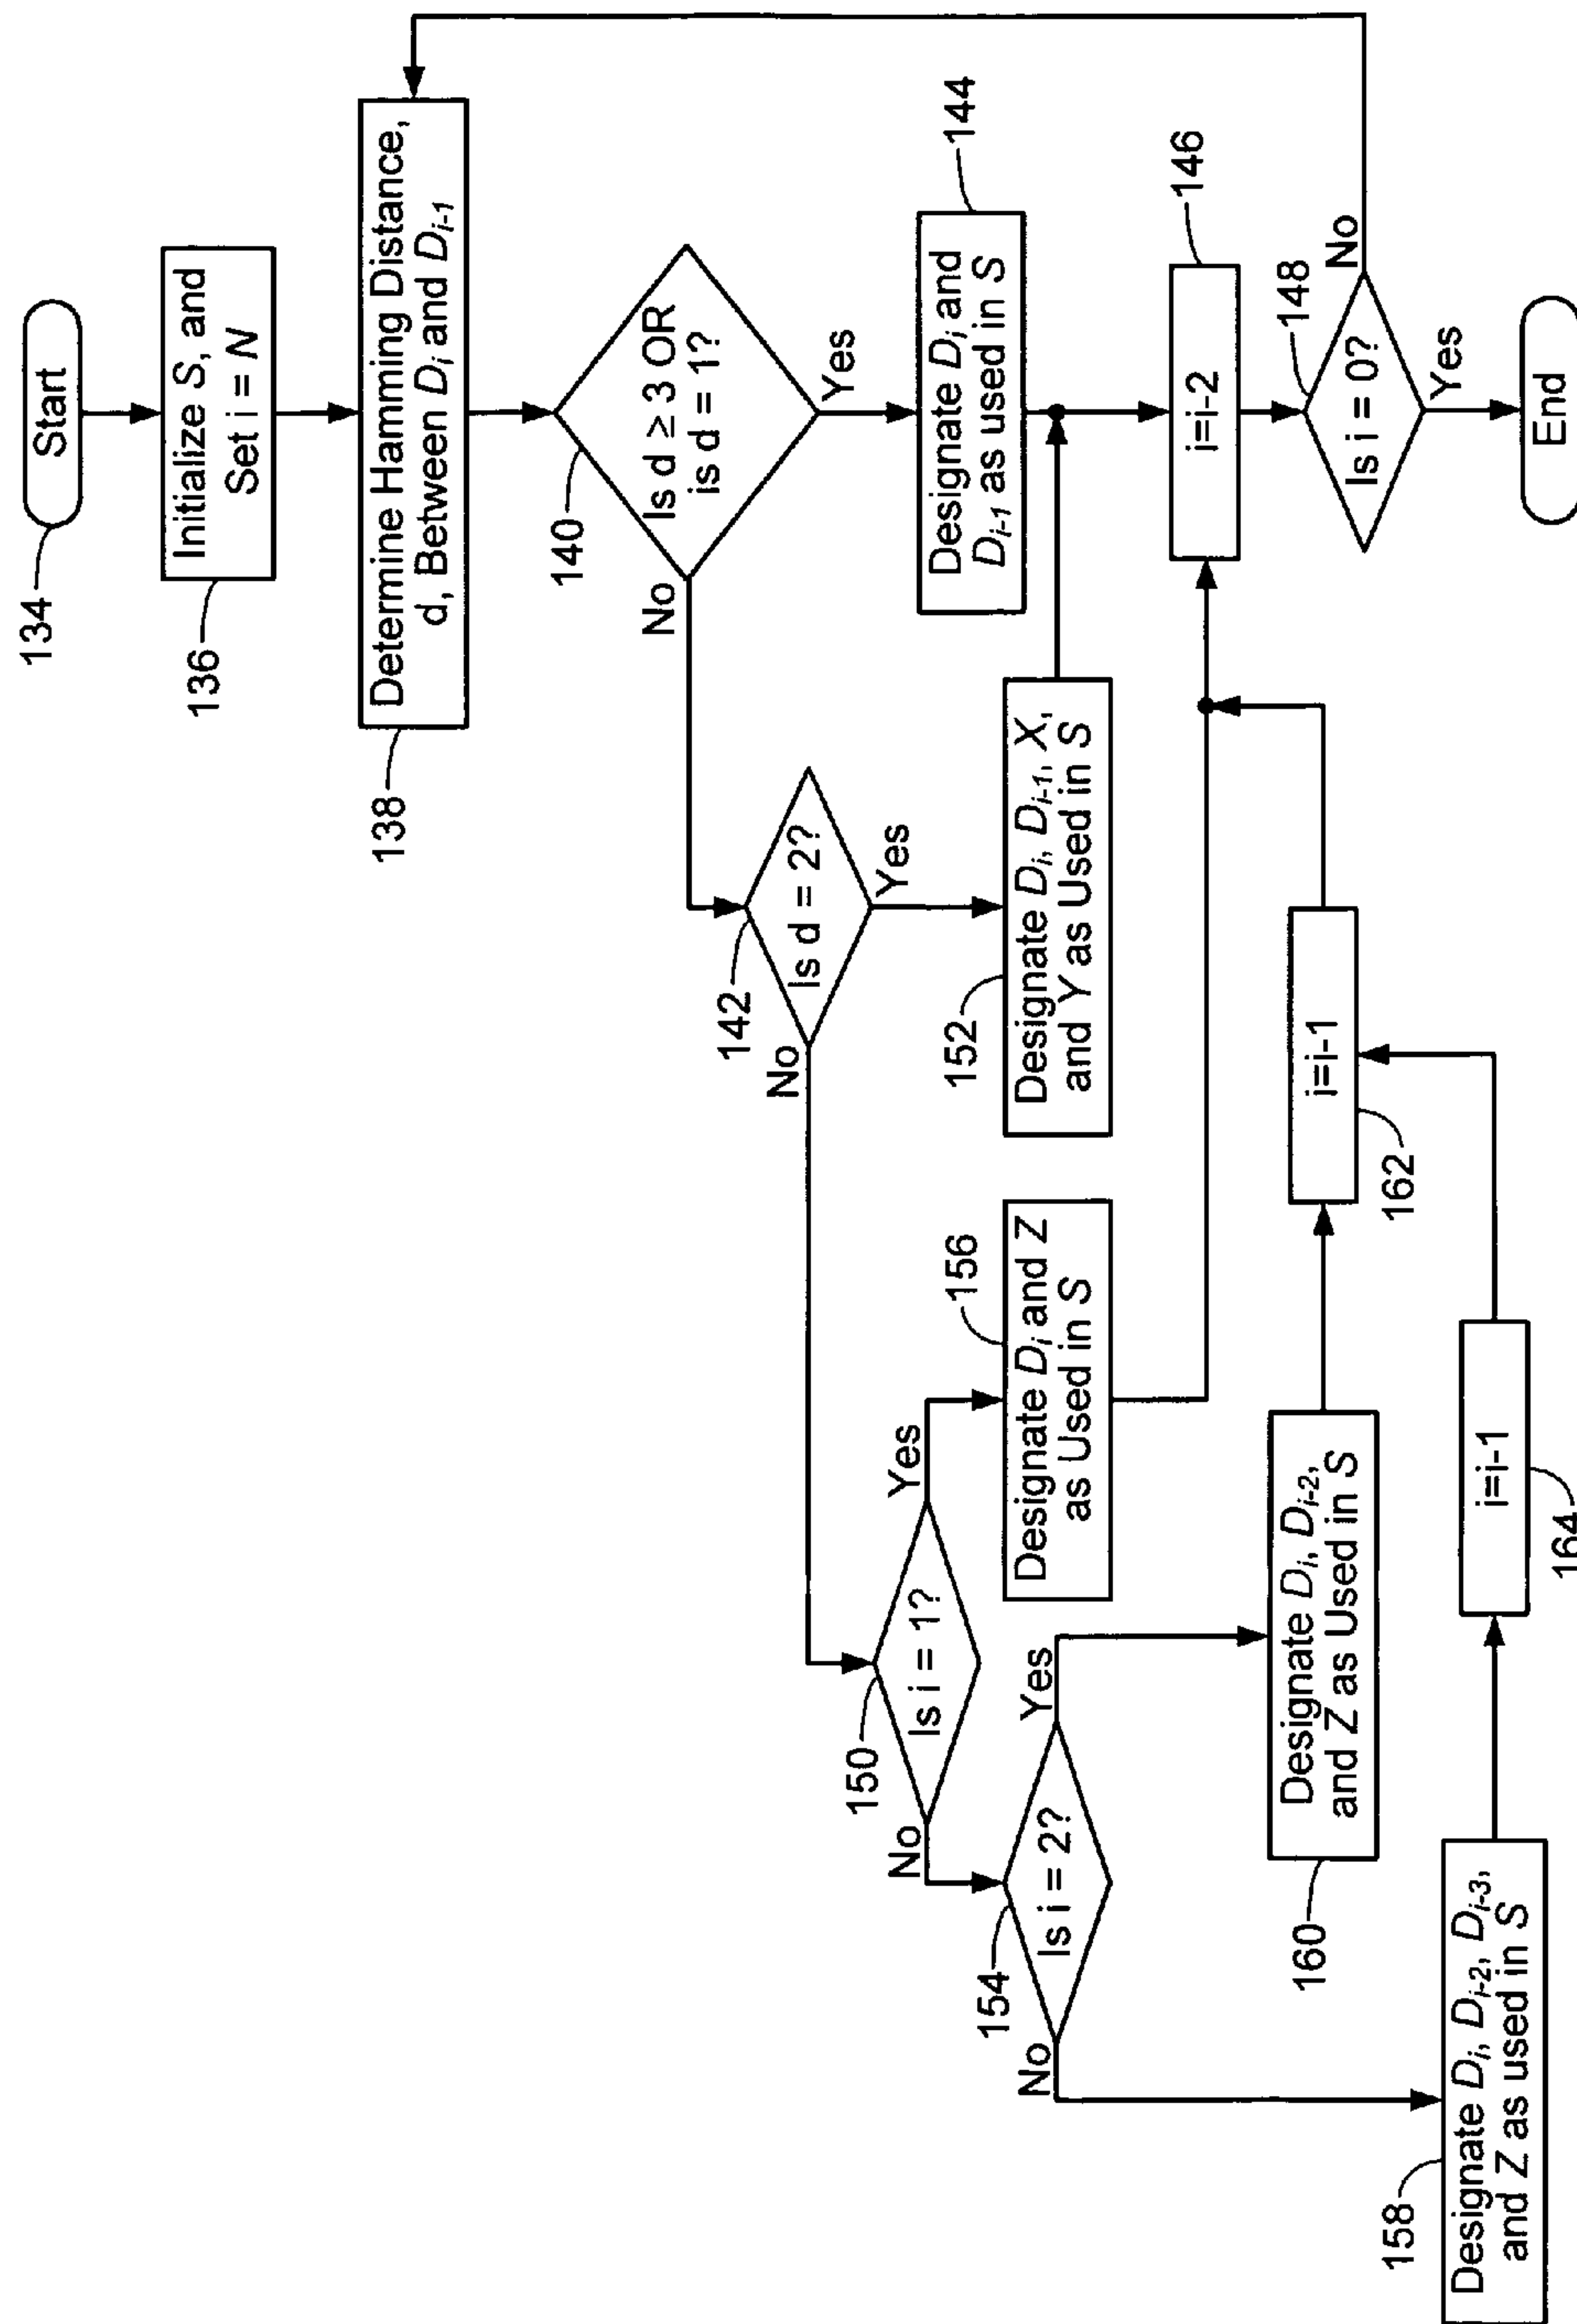 Start
134
Initialize S, and
Set i = N
136
Determine Hamming Distance,
d, Between Di and Di-1
138
Is d ≥ 3 OR
is d = 1?
140
No
Yes
Designate Di and
Di-1 as used in S
144
Is d = 2?
142
No
Yes
Designate Di, Di-1, X,
and Y as Used in S
152
i=i-2
146
Is i = 0?
148
No
Yes
End
Is i = 1?
150
No
Yes
Designate Di and Z
as Used in S
156
Is i = 2?
154
No
Yes
Designate Di, Di-2,
and Z as Used in S
160
i=i-1
162
Designate Di, Di-2, Di-3,
and Z as used in S
158
i=i-1
164